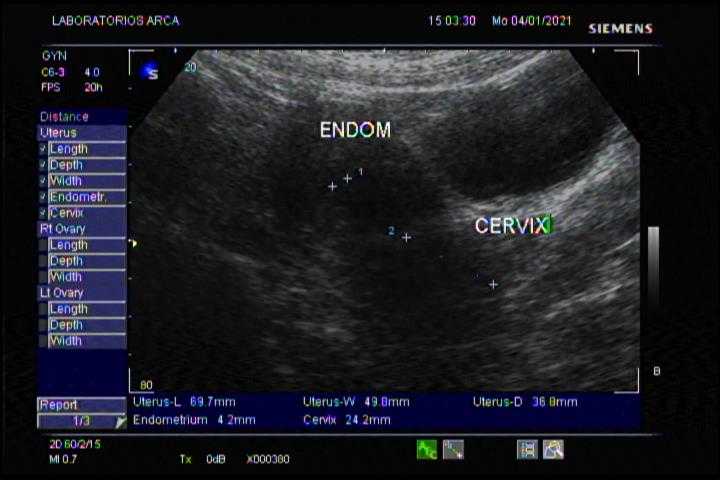 LABORATORIOS ARCA
15:03:30 Mo 04/01/2021
SIEMENS
GYN
C6-3 4.0
FPS 20h
S
20
Distance
Uterus
Length
Depth
Width
Endometr.
Cervix
Rt Ovary
Length
Depth
Width
Lt Ovary
Length
Depth
Width
ENDOM
1
2
CERVIX
B
80
Report
1/3
Uterus-L 69.7mm Uterus-W 49.8mm Uterus-D 36.8mm
Endometrium 4.2mm Cervix 24.2mm
2D 60/2/15
MI 0.7 Tx 0dB X000380